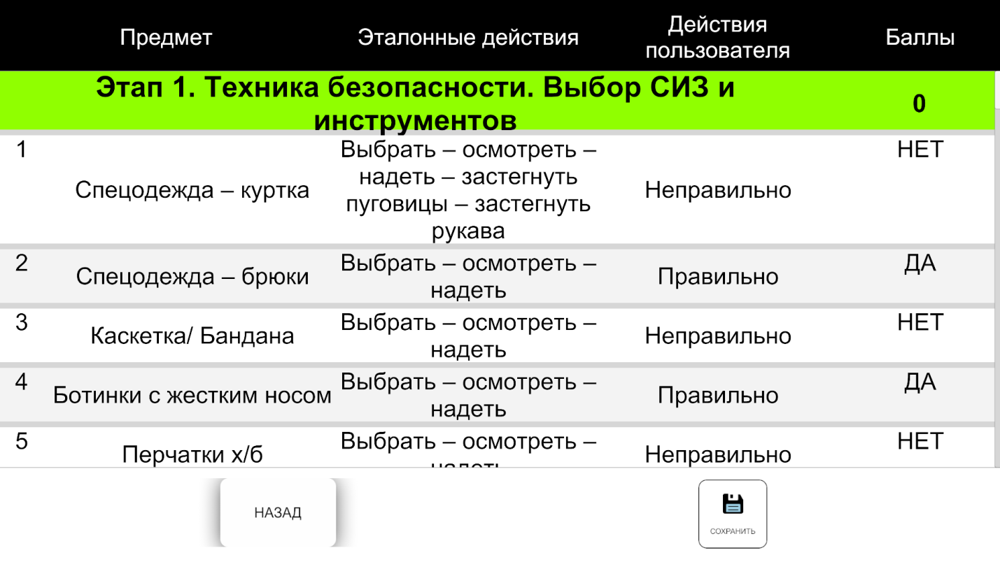 Предмет
Эталонные действия
Действия
пользователя
Баллы
Этап 1. Техника безопасности. Выбор СИЗ и
инструментов
0
1
Спецодежда – куртка
Выбрать – осмотреть –
надеть – застегнуть
пуговицы – застегнуть
рукава
Неправильно
НЕТ
2
Спецодежда – брюки
Выбрать – осмотреть –
надеть
Правильно
ДА
3
Каскетка/ Бандана
Выбрать – осмотреть –
надеть
Неправильно
НЕТ
4
Ботинки с жестким носом
Выбрать – осмотреть –
надеть
Правильно
ДА
5
Перчатки х/б
Выбрать – осмотреть –
Неправильно
НЕТ
НАЗАД
СОХРАНИТЬ